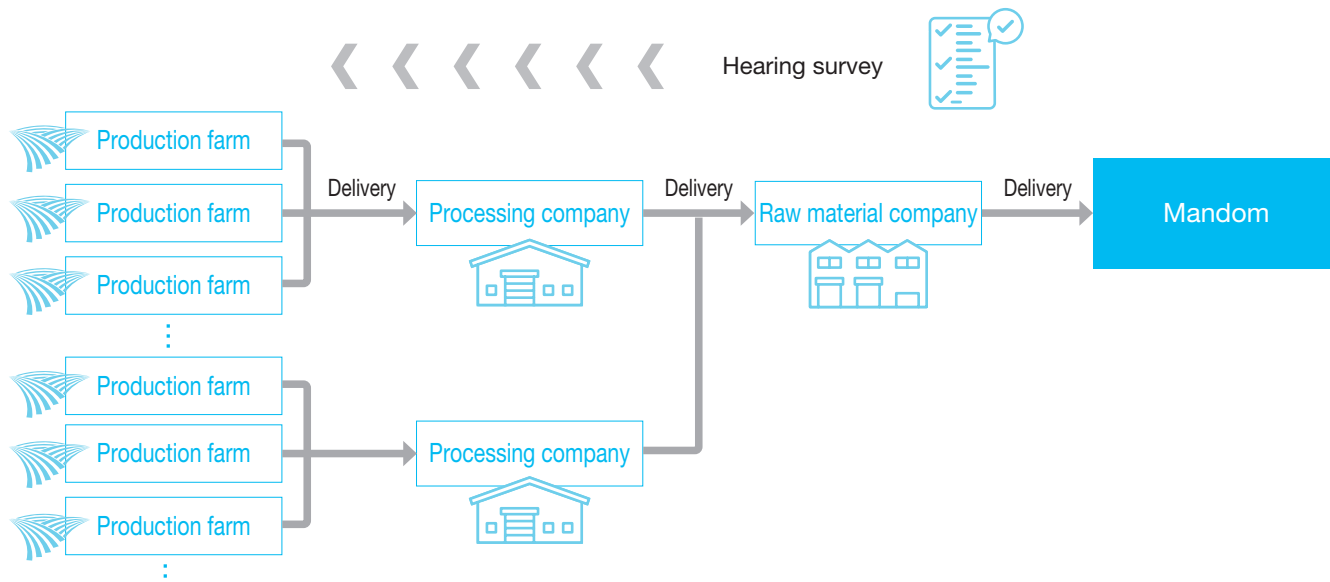 Hearing survey
Production farm
Production farm
Production farm
Delivery
Processing company
Delivery
Raw material company
Delivery
Mandom
Production farm
Production farm
Production farm
Processing company